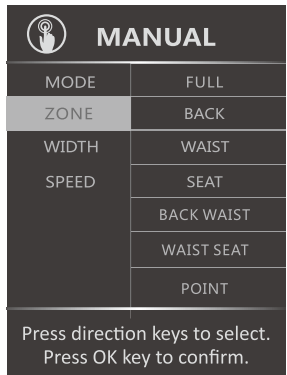 MANUAL
MODE
FULL
ZONE
BACK
WIDTH
WAIST
SPEED
SEAT
BACK WAIST
WAIST SEAT
POINT
Press direction keys to select.
Press OK key to confirm.